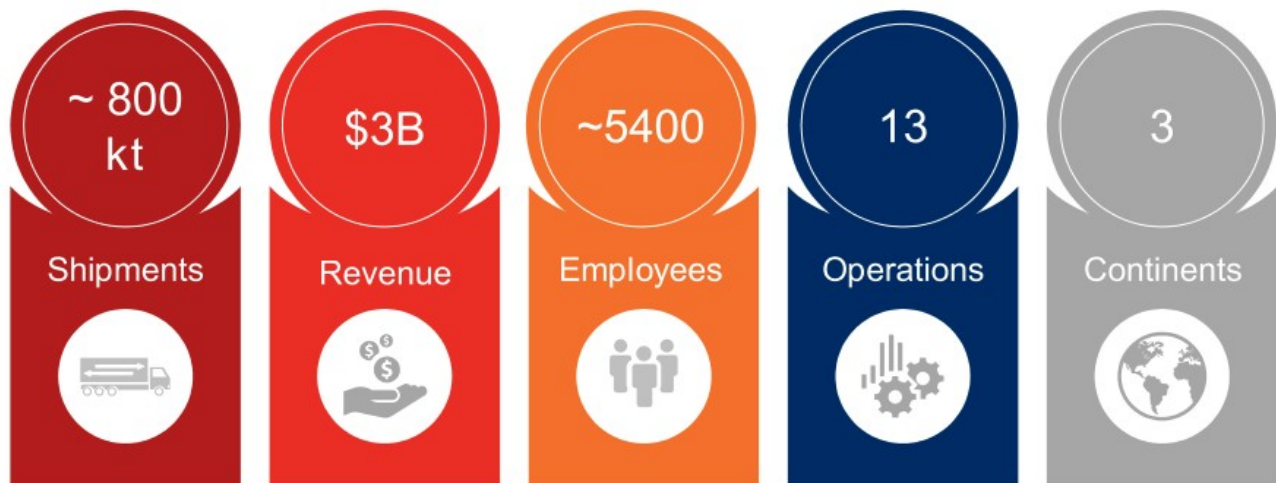 ~ 800
kt
$3B
~5400
13
3
Shipments
Revenue
Employees
Operations
Continents
$
$
$